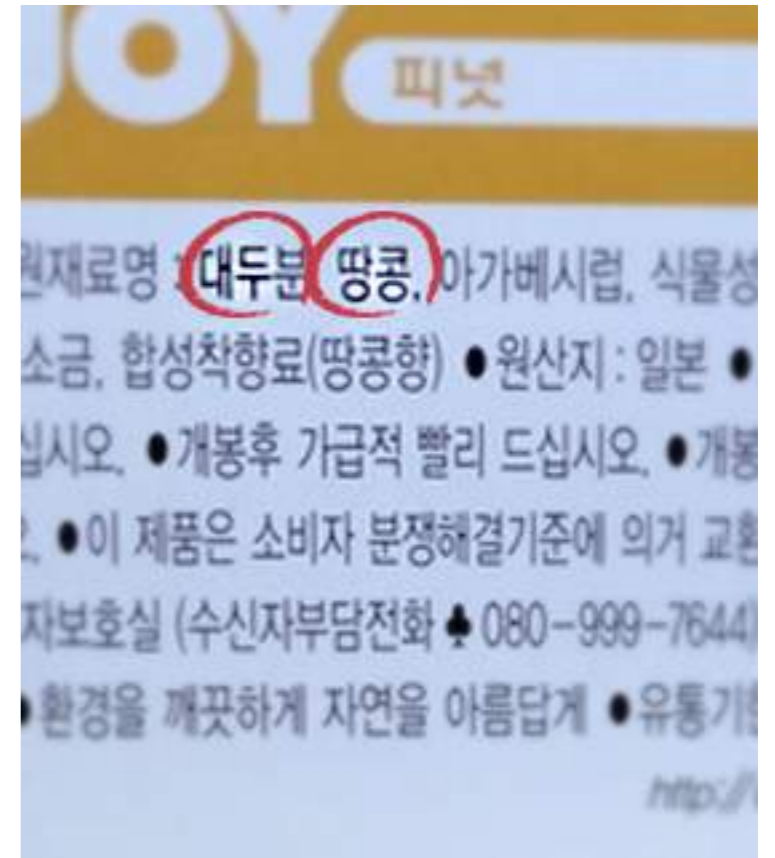 JOY 피넛
원재료명 : 대두분, 땅콩, 아가베시럽, 식물성
소금, 합성착향료(땅콩향) ●원산지 : 일본 ●
십시오. ●개봉후 가급적 빨리 드십시오. ●개봉
●이 제품은 소비자 분쟁해결기준에 의거 교환
자보호실 (수신자부담전화 ♣ 080-999-7644)
●환경을 깨끗하게 자연을 아름답게 ●유통기한
http://